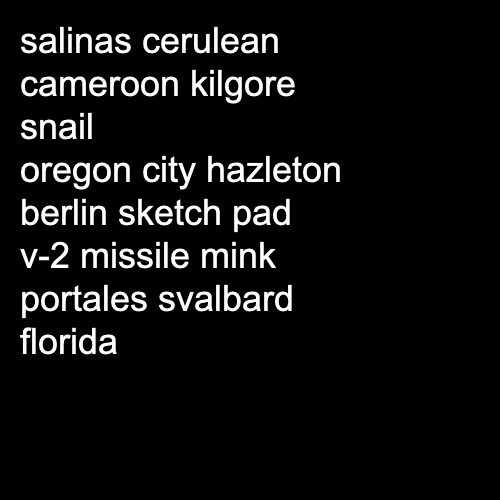 salinas cerulean
cameroon kilgore
snail
oregon city hazleton
berlin sketch pad
v-2 missile mink
portales svalbard
florida